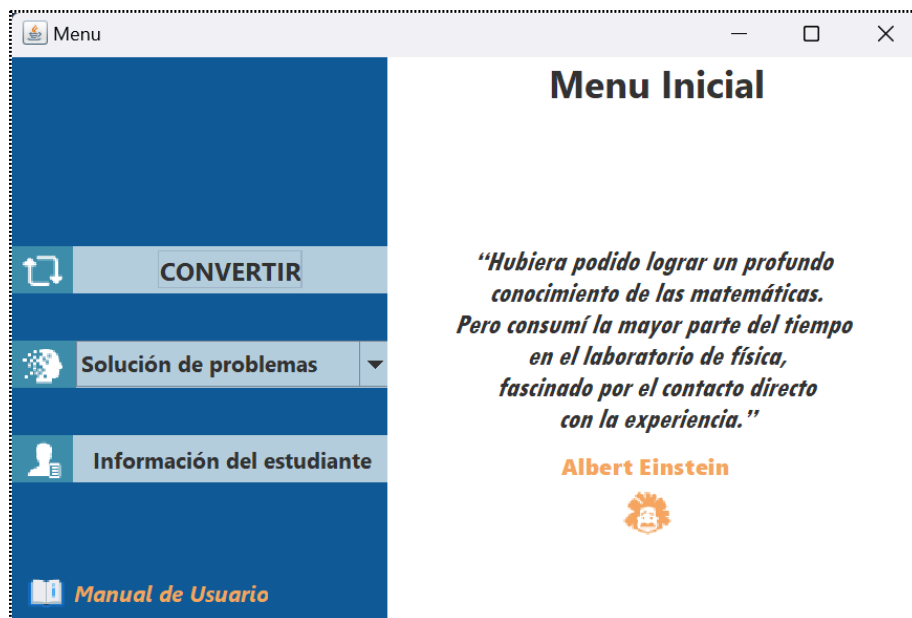 Menu
Menu Inicial
CONVERTIR
Solución de problemas
Información del estudiante
Manual de Usuario
“Hubiera podido lograr un profundo
conocimiento de las matemáticas.
Pero consumí la mayor parte del tiempo
en el laboratorio de física,
fascinado por el contacto directo
con la experiencia.”
Albert Einstein